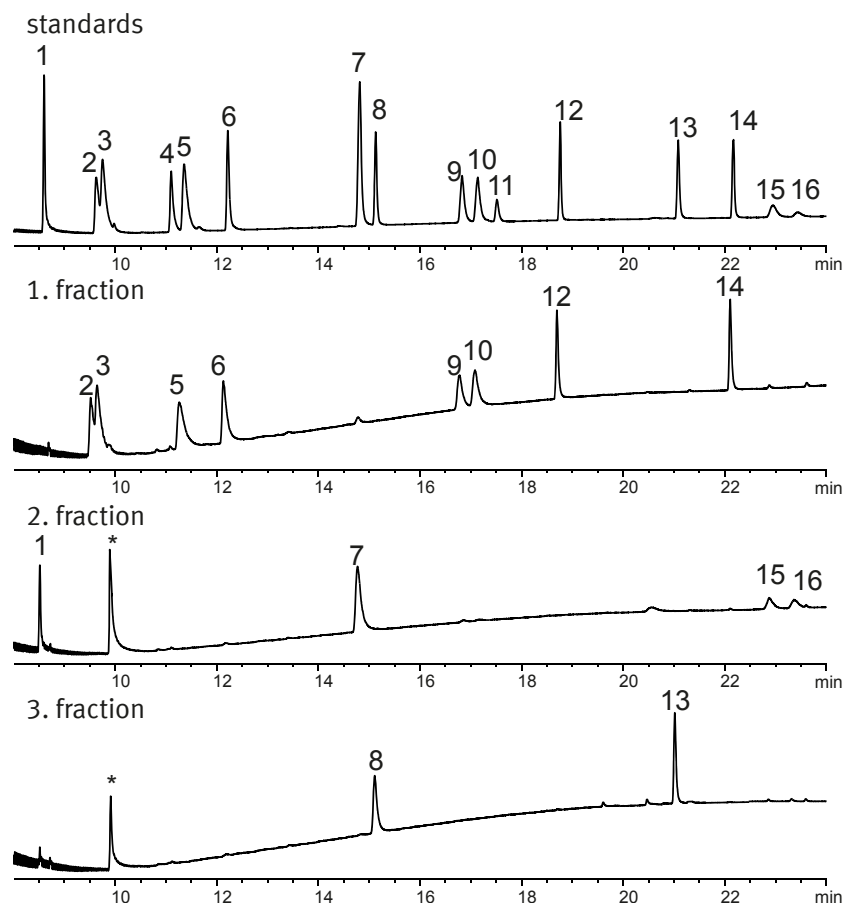 standards
1 2 3 4 5 6 7 8 9 10 11 12 13 14 15 16
10 12 14 16 18 20 22 min
1. fraction
2 3 5 6 9 10 12 14
10 12 14 16 18 20 22 min
2. fraction
1 * 7 15 16
10 12 14 16 18 20 22 min
3. fraction
* 8 13
10 12 14 16 18 20 22 min